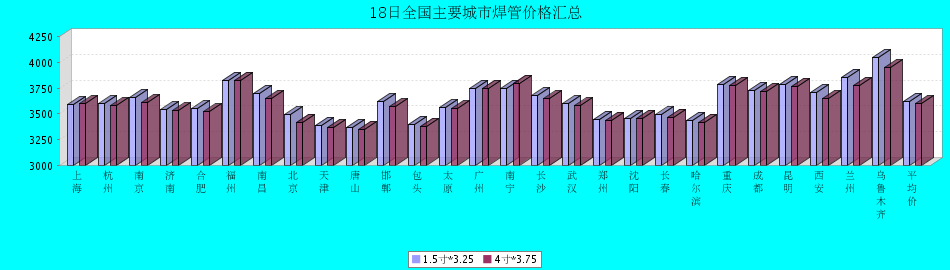 18日全国主要城市焊管价格汇总
4250
4000
3750
3500
3250
3000
上海
杭州
南京
济南
合肥
福州
南昌
北京
天津
唐山
邯郸
包头
太原
广州
南宁
长沙
武汉
郑州
沈阳
长春
哈尔滨
重庆
成都
昆明
西安
兰州
乌鲁木齐
平均价
1.5寸*3.25
4寸*3.75